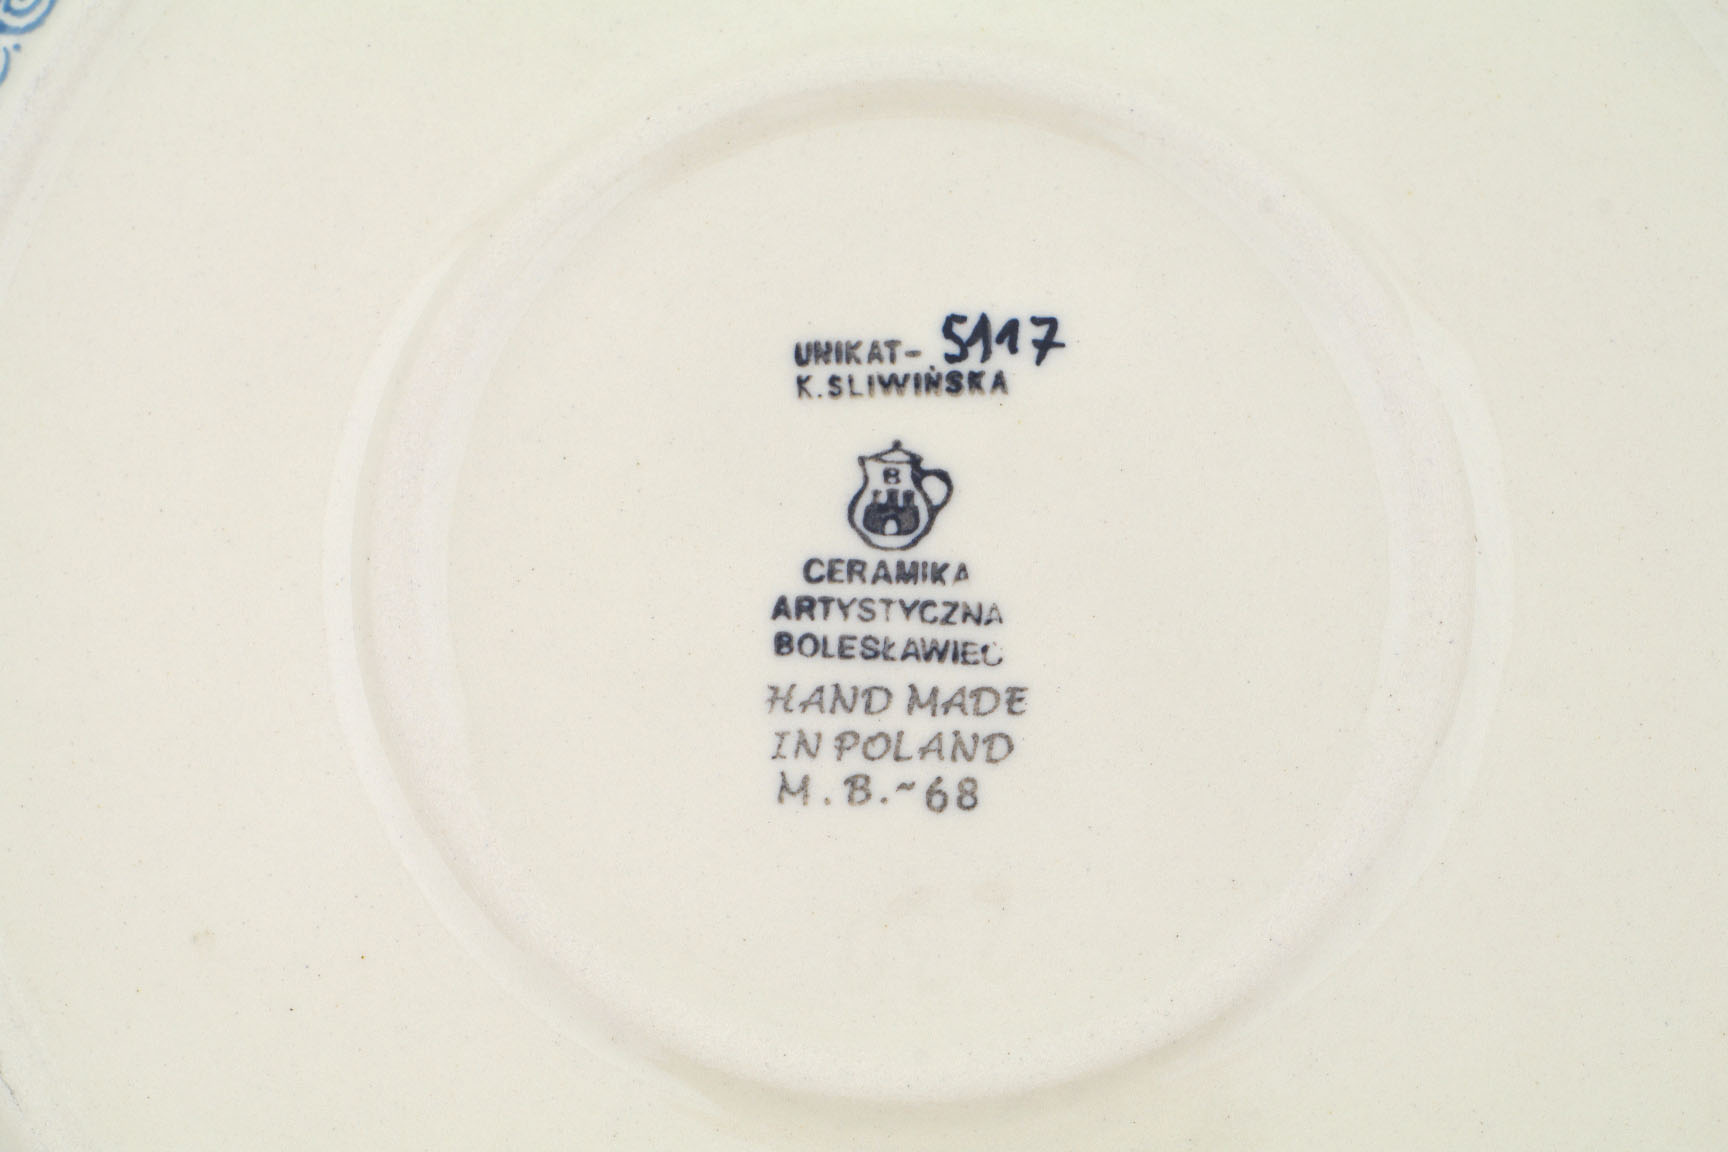 UNIKAT- 5117
K.SLIWIŃSKA
B
CERAMIKA
ARTYSTYCZNA
BOLESŁAWIEC
HAND MADE
IN POLAND
M.B.~68